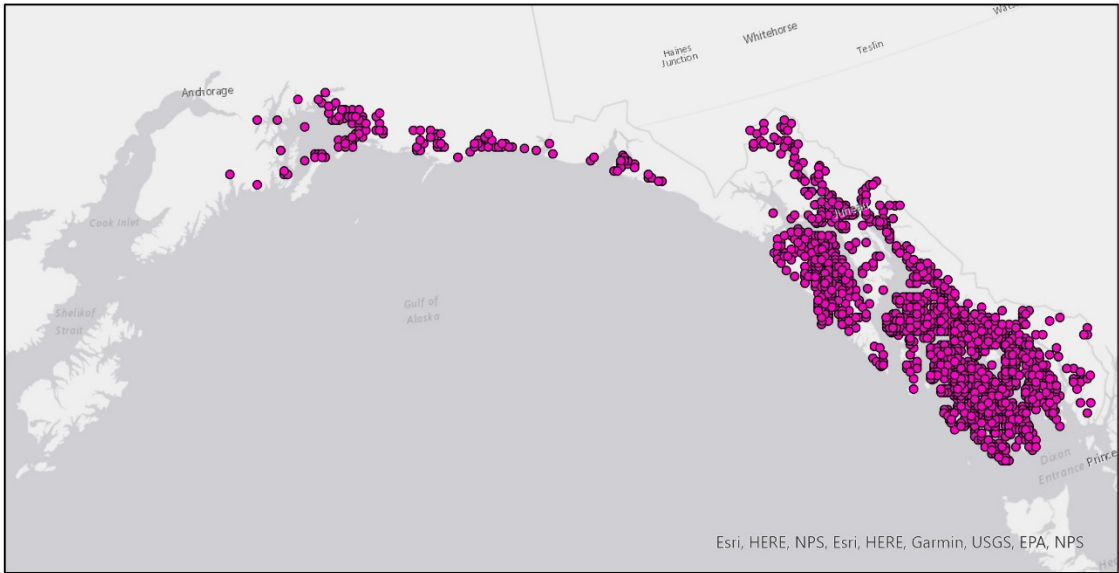 Whitehorse
Haines
Junction
Teslin
Anchorage
Juneau
Cook Inlet
Gulf of
Alaska
Shelikof
Strait
Dixon
Entrance
Prince
Esri, HERE, NPS, Esri, HERE, Garmin, USGS, EPA, NPS